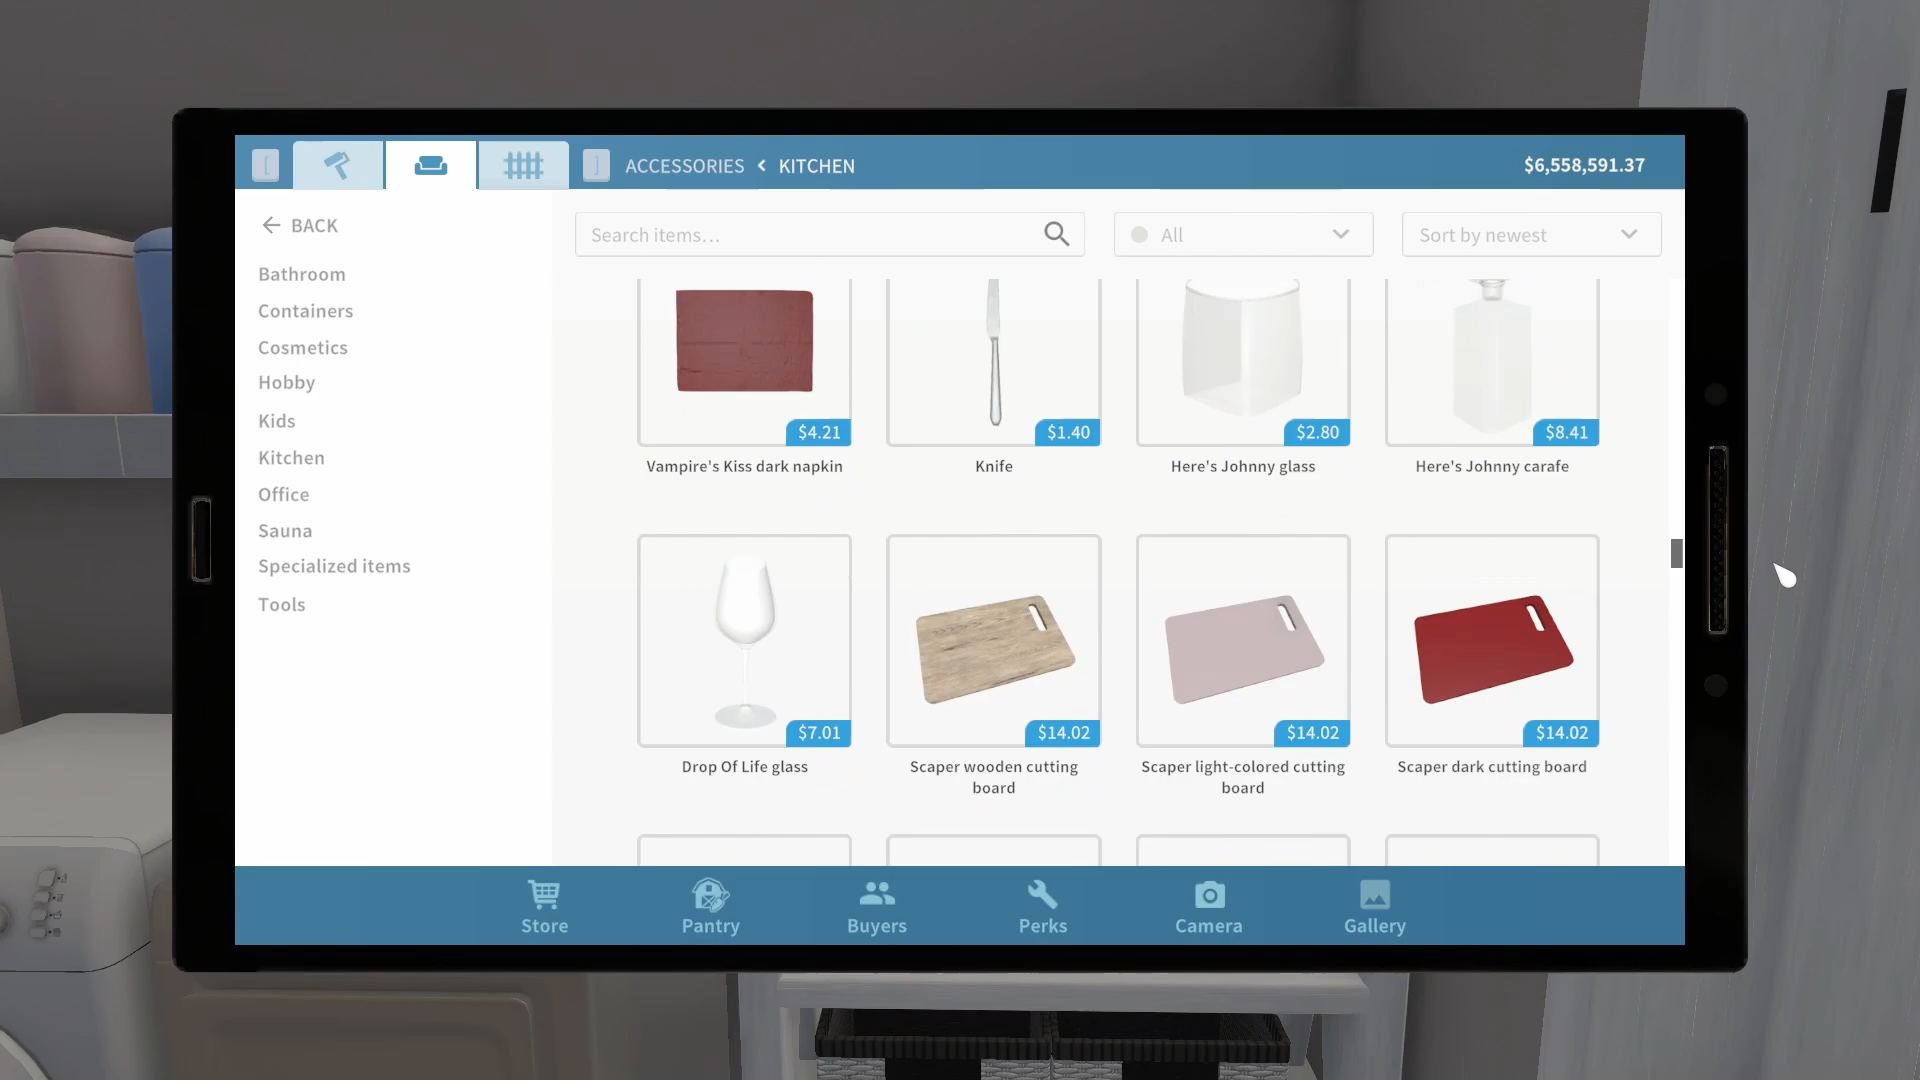 [
]
ACCESSORIES < KITCHEN
$6,558,591.37
BACK
Bathroom
Containers
Cosmetics
Hobby
Kids
Kitchen
Office
Sauna
Specialized items
Tools
Search items...
All
Sort by newest
$4.21
$1.40
$2.80
$8.41
Vampire's Kiss dark napkin
Knife
Here's Johnny glass
Here's Johnny carafe
$7.01
$14.02
$14.02
$14.02
Drop Of Life glass
Scaper wooden cutting
board
Scaper light-colored cutting
board
Scaper dark cutting board
Store
Pantry
Buyers
Perks
Camera
Gallery